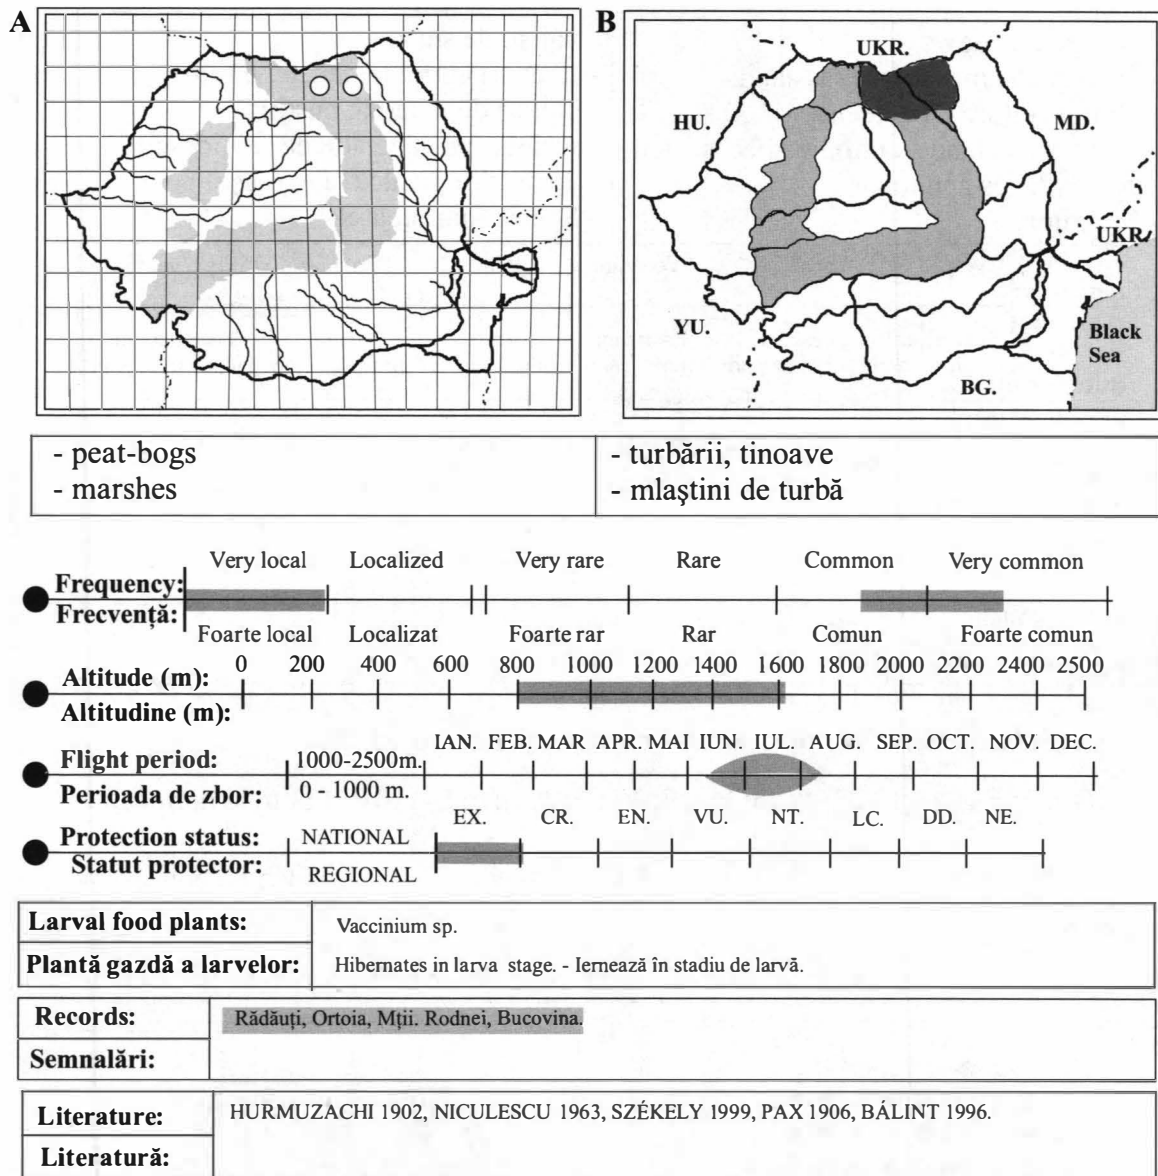 A
B
UKR.
HU.
MD.
UKR.
YU.
Black
Sea
BG.
- peat-bogs
- marshes
- turbării, tinoave
- mlaştini de turbă
Very local Localized Very rare Rare Common Very common
Frequency:
Frecvenţă:
Foarte local Localizat Foarte rar Rar Comun Foarte comun
0 200 400 600 800 1000 1200 1400 1600 1800 2000 2200 2400 2500
Altitude (m):
Altitudine (m):
IAN. FEB. MAR APR. MAI IUN. IUL. AUG. SEP. OCT. NOV. DEC.
Flight period: 1000-2500m.
Perioada de zbor: 0 - 1000 m.
EX. CR. EN. VU. NT. LC. DD. NE.
Protection status: NATIONAL
Statut protector: REGIONAL
Larval food plants: Vaccinium sp.
Plantă gazdă a larvelor: Hibernates in larva stage. - Iernează în stadiu de larvă.
Records: Rădăuţi, Ortoia, Mţii. Rodnei, Bucovina.
Semnalări:
Literature: HURMUZACHI 1902, NICULESCU 1963, SZÉKELY 1999, PAX 1906, BÁLINT 1996.
Literatură: